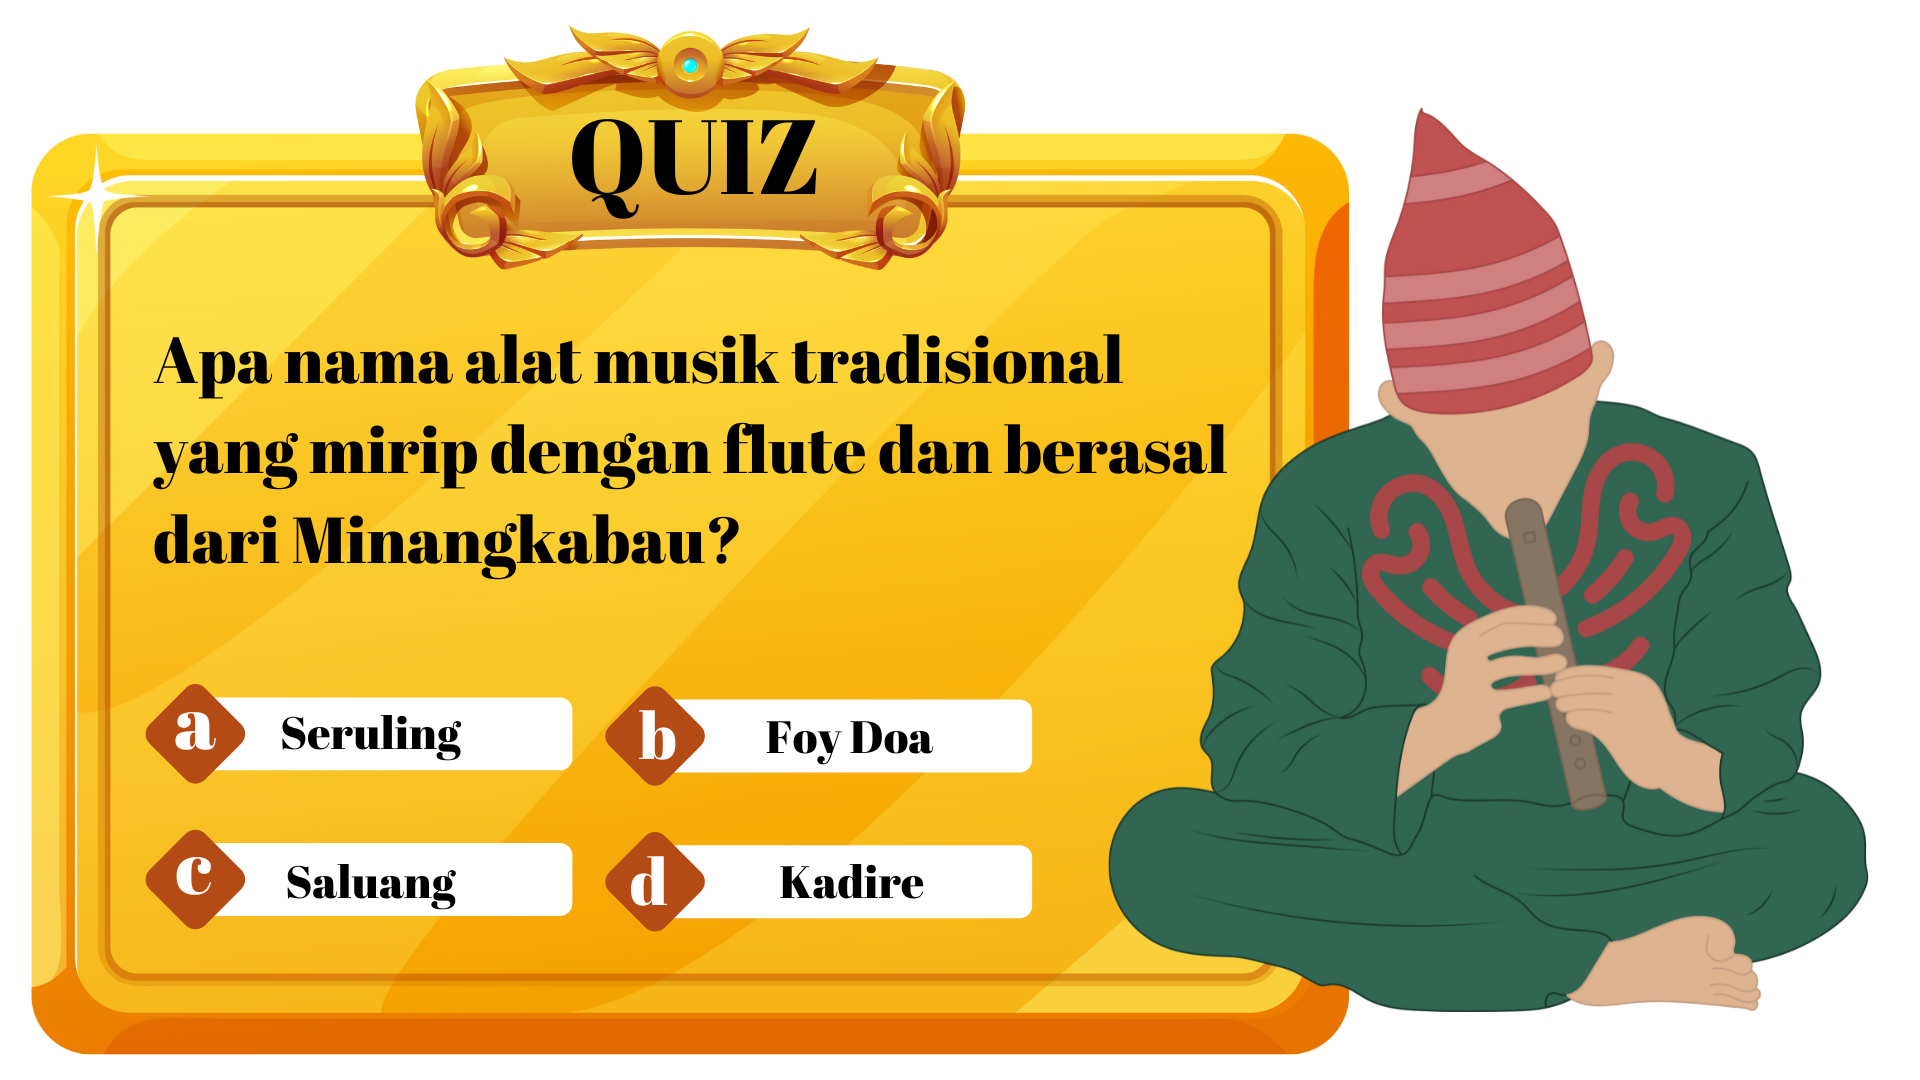 QUIZ
Apa nama alat musik tradisional
yang mirip dengan flute dan berasal
dari Minangkabau?
a Seruling
b Foy Doa
c Saluang
d Kadire